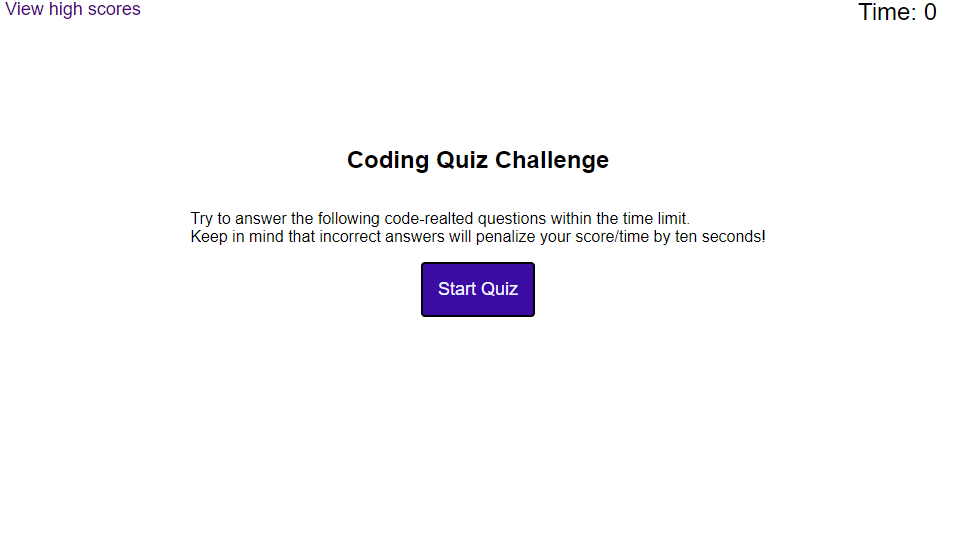 View high scores
Time: 0
Coding Quiz Challenge
Try to answer the following code-realted questions within the time limit.
Keep in mind that incorrect answers will penalize your score/time by ten seconds!
Start Quiz